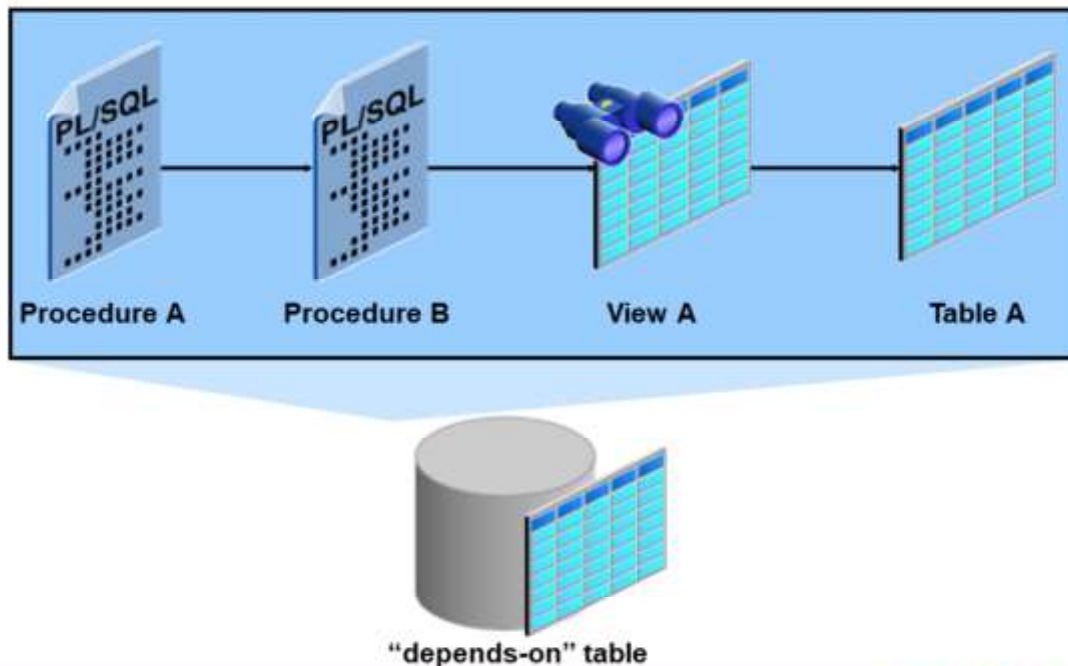 PL/SQL
PL/SQL
Procedure A
Procedure B
View A
Table A
“depends-on” table